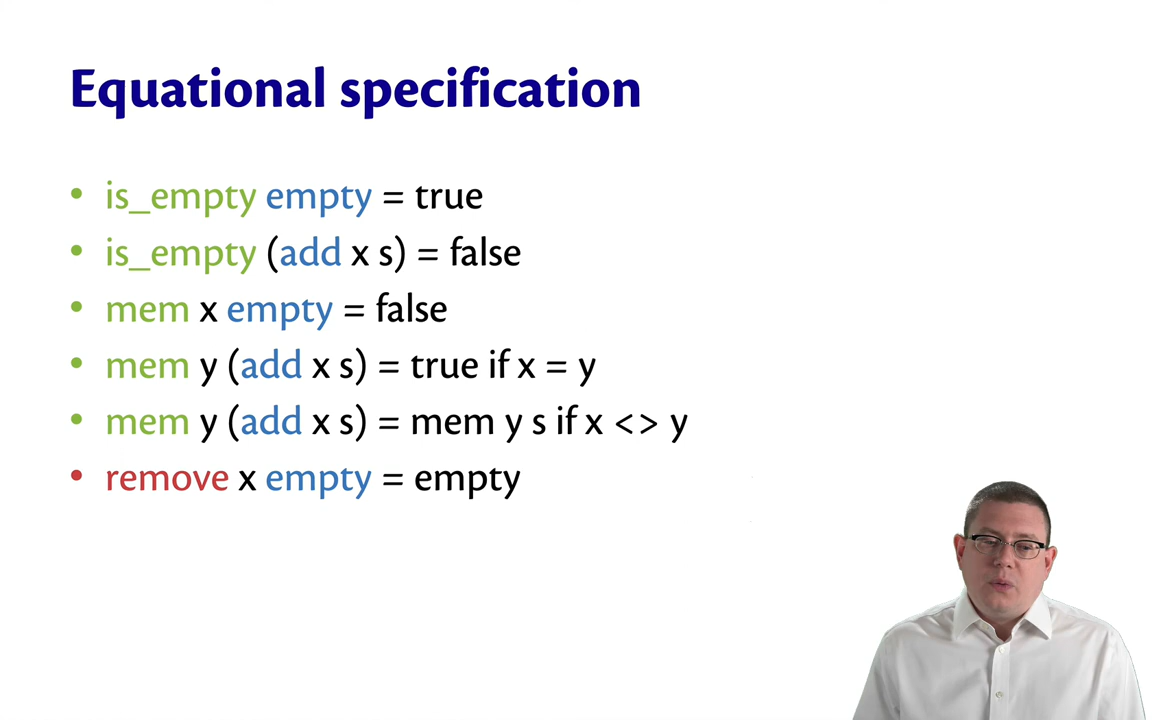 Equational specification
• is_empty empty = true
• is_empty (add x s) = false
• mem x empty = false
• mem y (add x s) = true if x = y
• mem y (add x s) = mem y s if x <> y
• remove x empty = empty